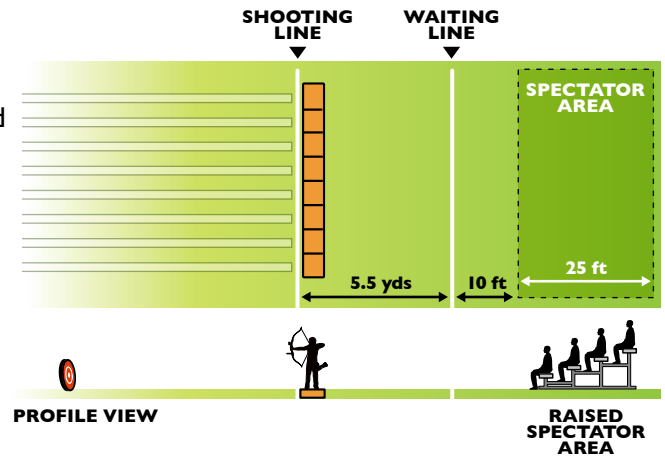 SHOOTING
LINE
WAITING
LINE
SPECTATOR
AREA
25 ft
5.5 yds
10 ft
PROFILE VIEW
RAISED
SPECTATOR
AREA